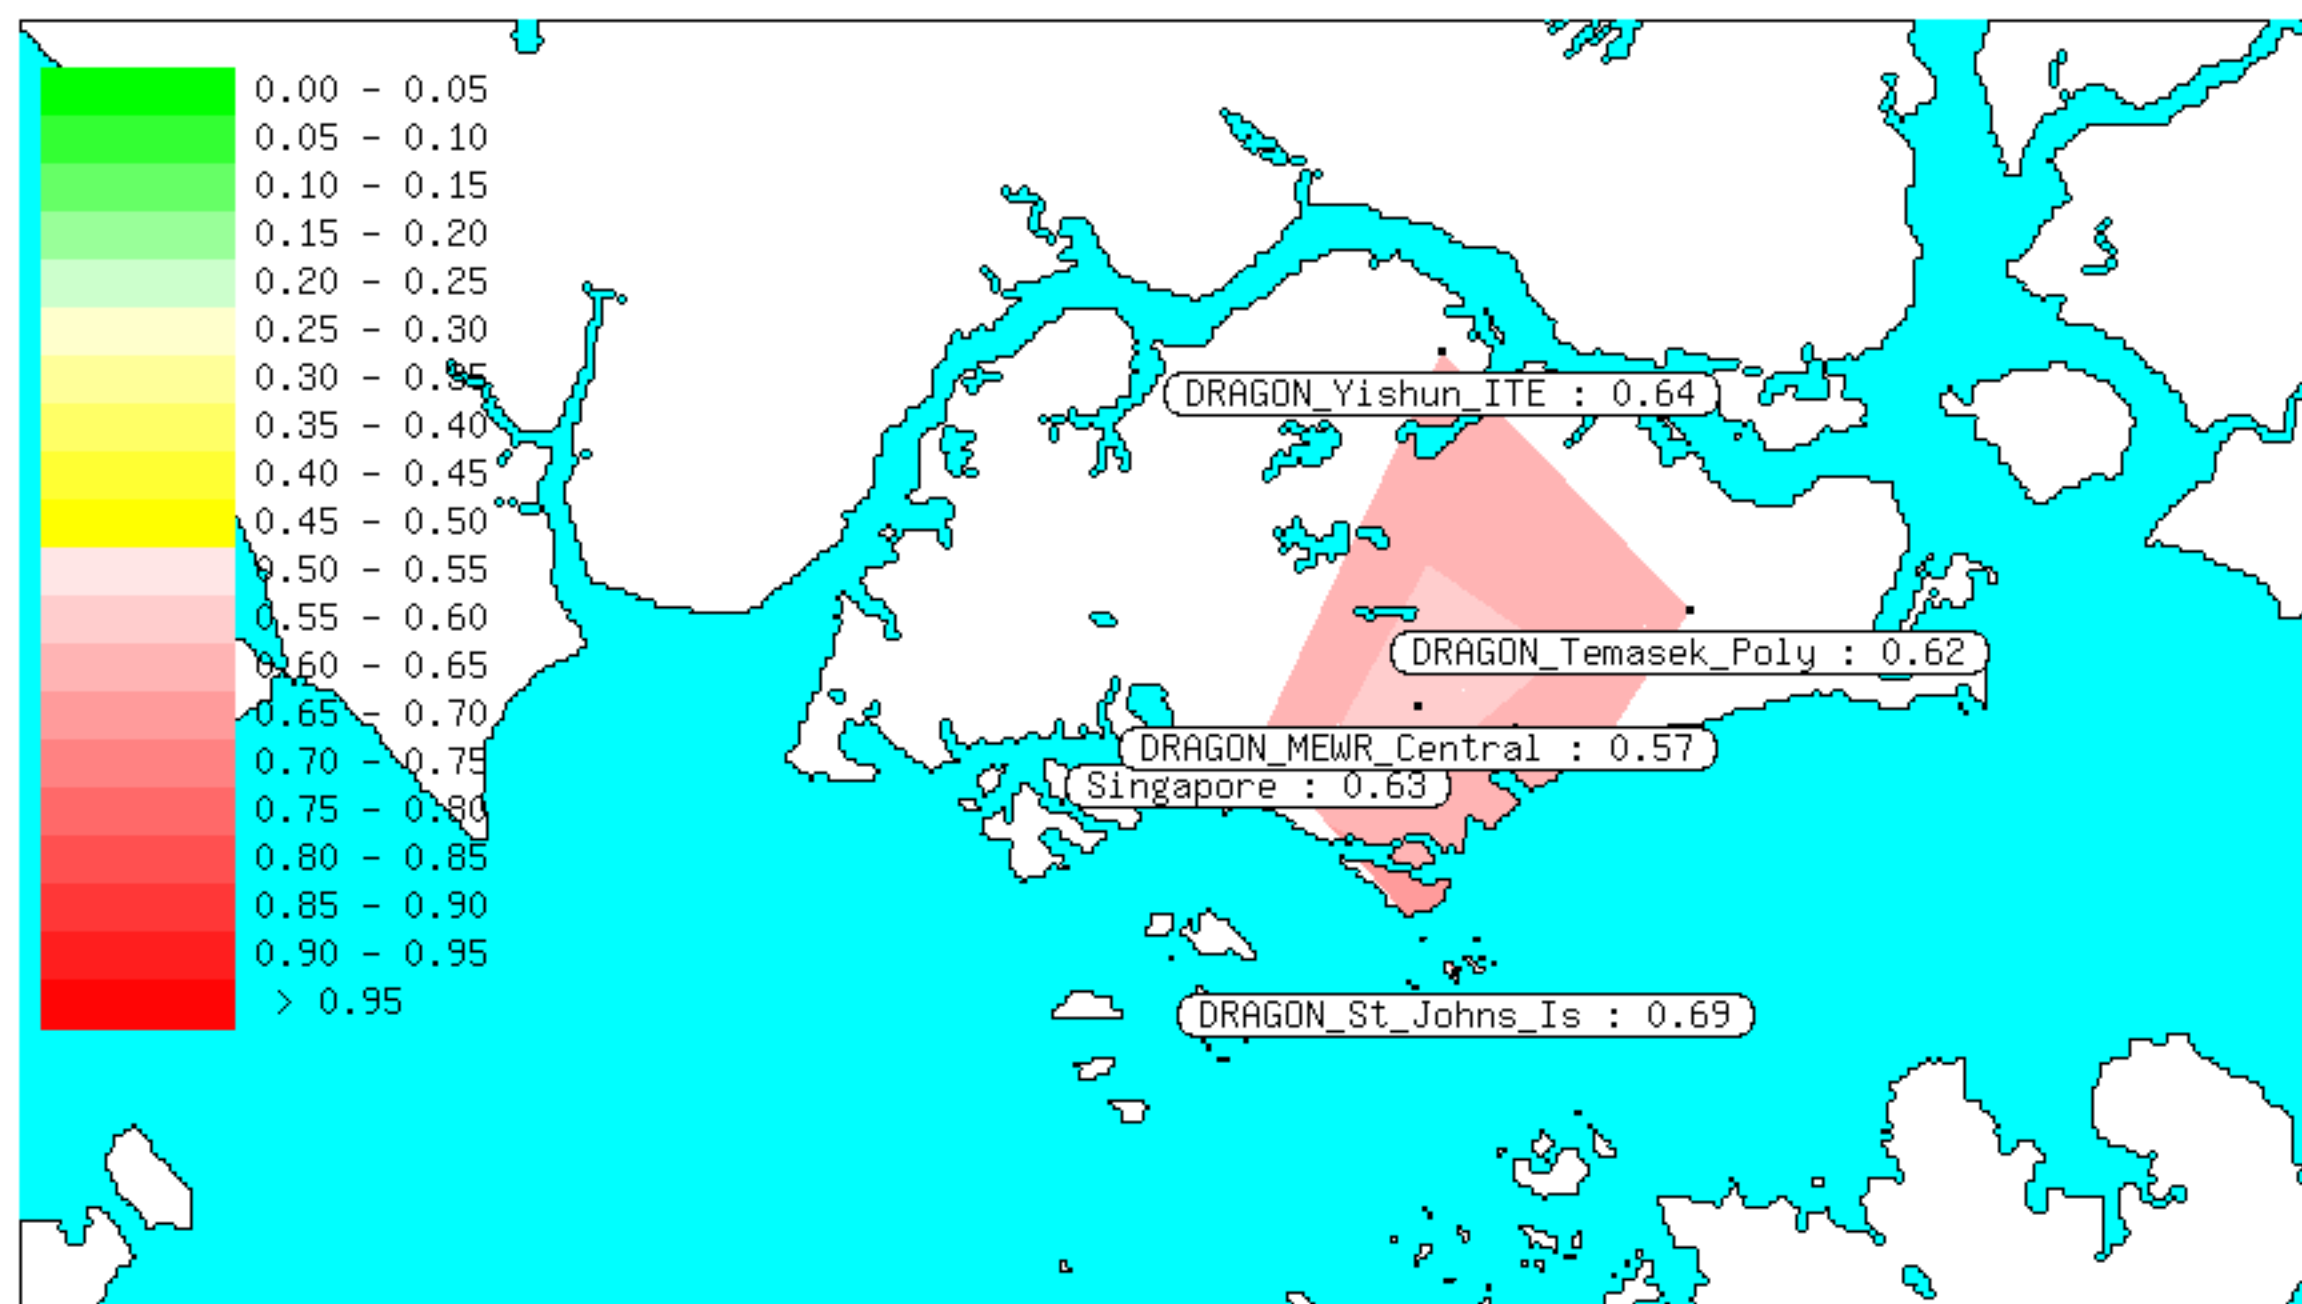 0.00 - 0.05
0.05 - 0.10
0.10 - 0.15
0.15 - 0.20
0.20 - 0.25
0.25 - 0.30
0.30 - 0.35
0.35 - 0.40
0.40 - 0.45
0.45 - 0.50
0.50 - 0.55
0.55 - 0.60
0.60 - 0.65
0.65 - 0.70
0.70 - 0.75
0.75 - 0.80
0.80 - 0.85
0.85 - 0.90
0.90 - 0.95
> 0.95
DRAGON_Yishun_ITE : 0.64
DRAGON_Temasek_Poly : 0.62
DRAGON_MEWR_Central : 0.57
Singapore : 0.63
DRAGON_St_Johns_Is : 0.69